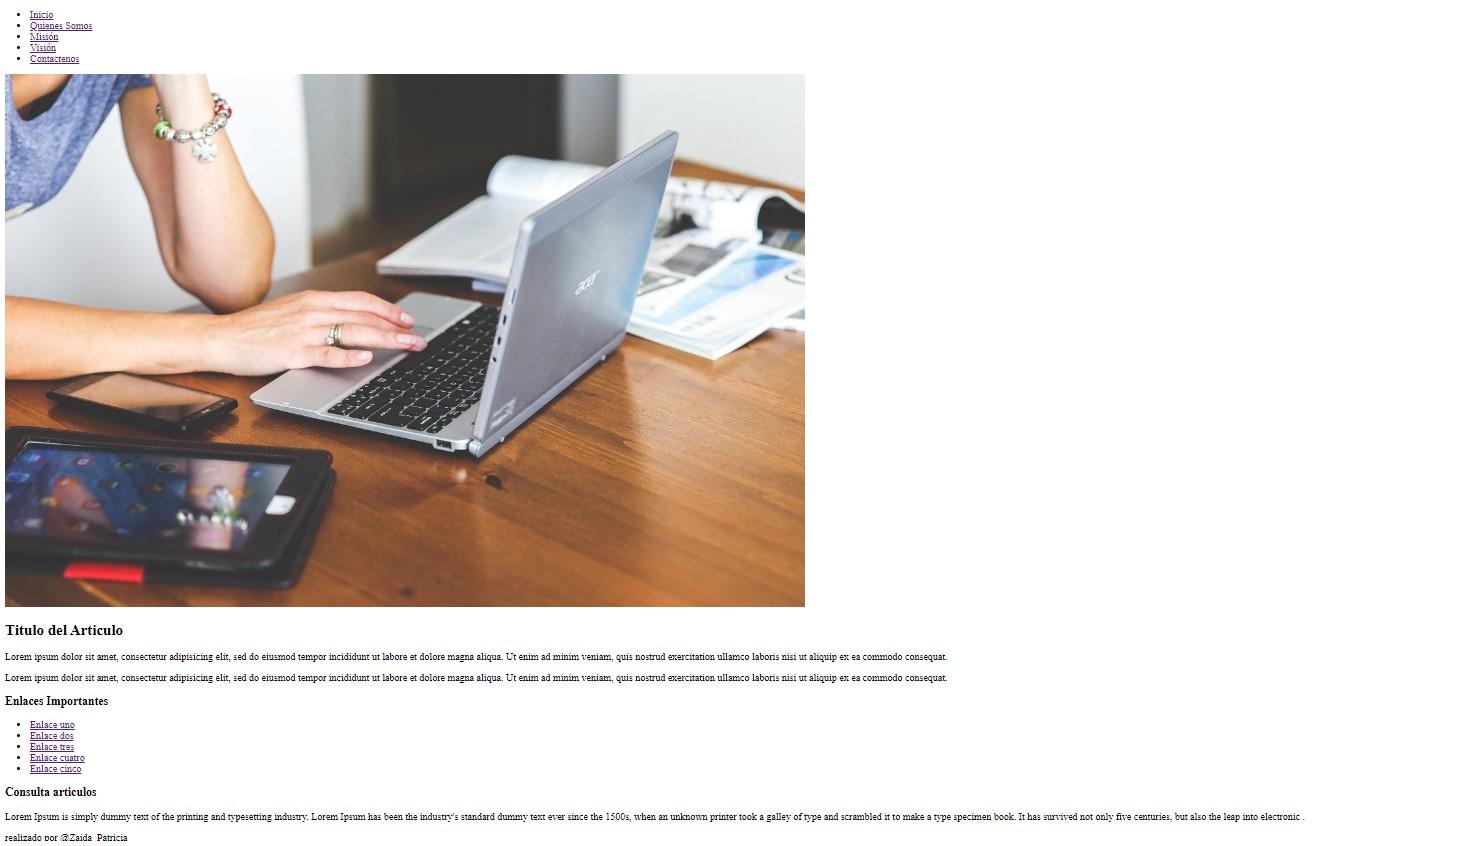 Inicio
Quienes Somos
Misión
Visión
Contactenos
acer
Titulo del Articulo
Lorem ipsum dolor sit amet, consectetur adipisicing elit, sed do eiusmod tempor incididunt ut labore et dolore magna aliqua. Ut enim ad minim veniam, quis nostrud exercitation ullamco laboris nisi ut aliquip ex ea commodo consequat.
Lorem ipsum dolor sit amet, consectetur adipisicing elit, sed do eiusmod tempor incididunt ut labore et dolore magna aliqua. Ut enim ad minim veniam, quis nostrud exercitation ullamco laboris nisi ut aliquip ex ea commodo consequat.
Enlaces Importantes
Enlace uno
Enlace dos
Enlace tres
Enlace cuatro
Enlace cinco
Consulta articulos
Lorem Ipsum is simply dummy text of the printing and typesetting industry. Lorem Ipsum has been the industry's standard dummy text ever since the 1500s, when an unknown printer took a galley of type and scrambled it to make a type specimen book. It has survived not only five centuries, but also the leap into electronic .
realizado por @Zaida_Patricia